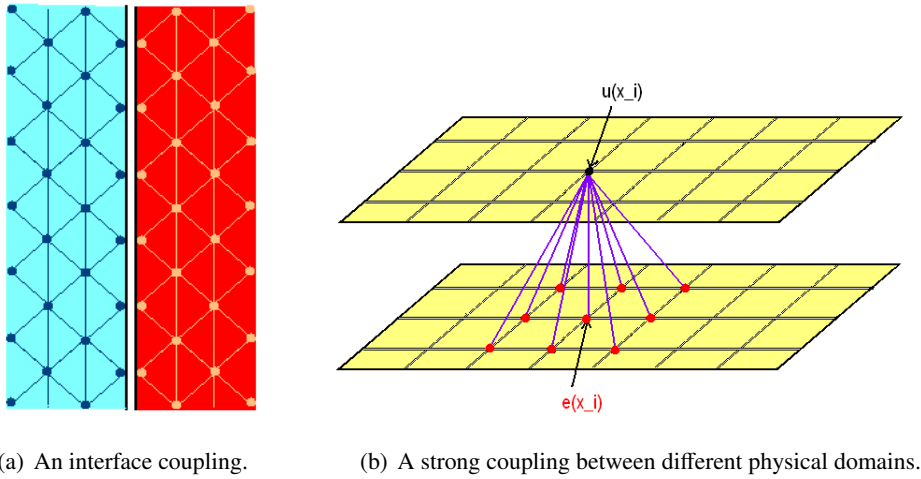 u(x_i)
e(x_i)
(a) An interface coupling.
(b) A strong coupling between different physical domains.